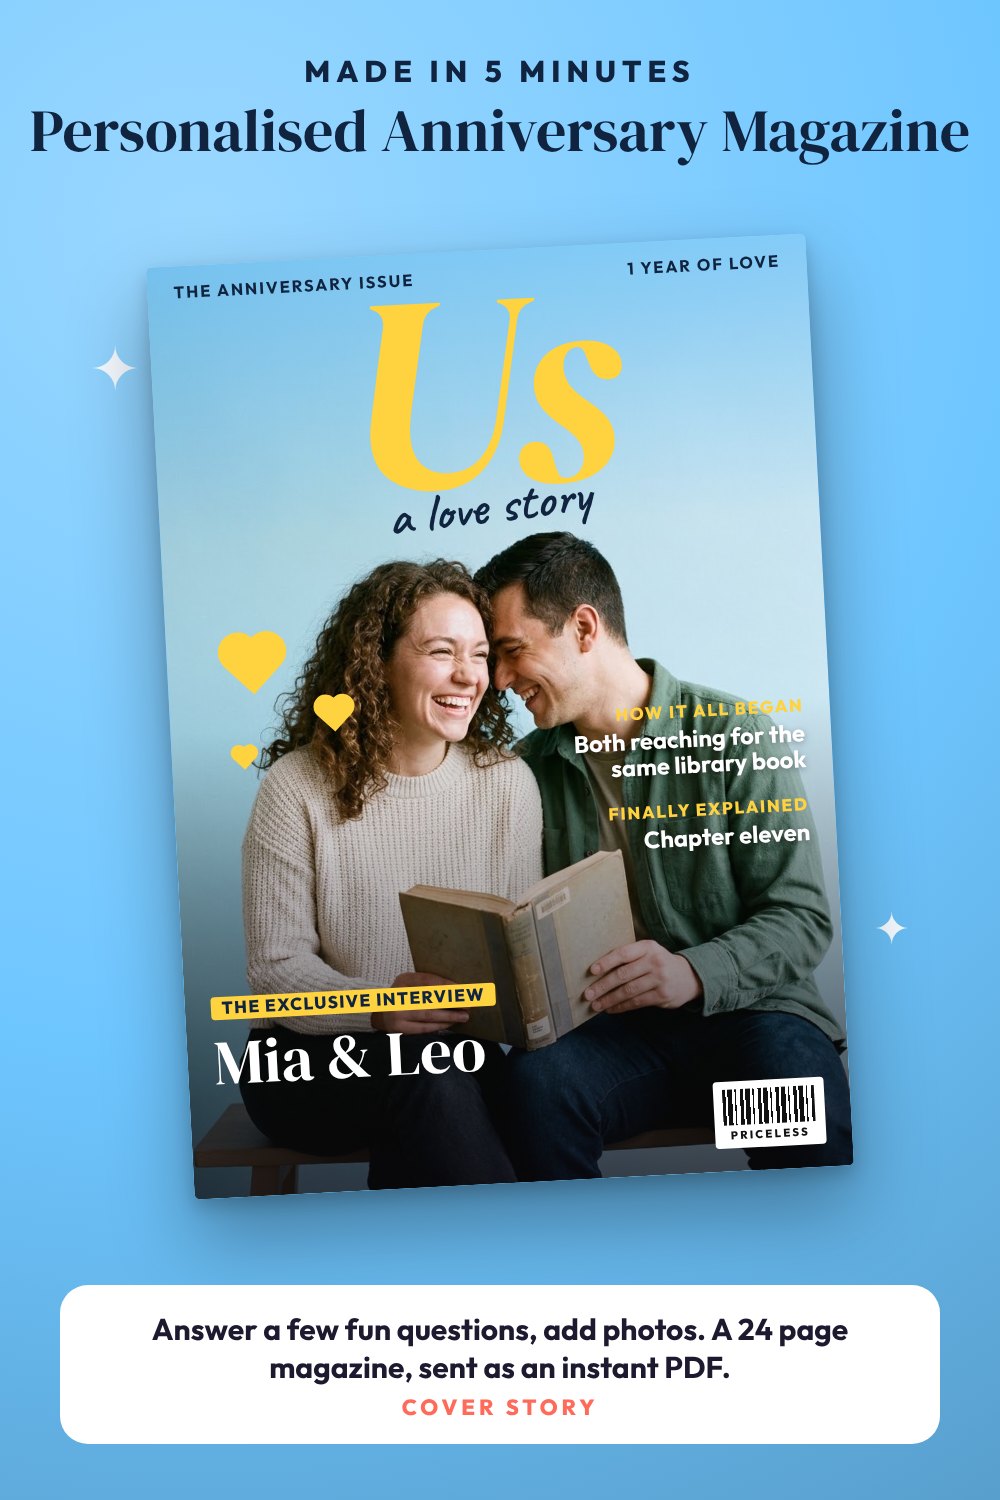 MADE IN 5 MINUTES
Personalised Anniversary Magazine
THE ANNIVERSARY ISSUE
1 YEAR OF LOVE
Us
a love story
HOW IT ALL BEGAN
Both reaching for the
same library book
FINALLY EXPLAINED
Chapter eleven
THE EXCLUSIVE INTERVIEW
Mia & Leo
PRICELESS
Answer a few fun questions, add photos. A 24 page
magazine, sent as an instant PDF.
COVER STORY